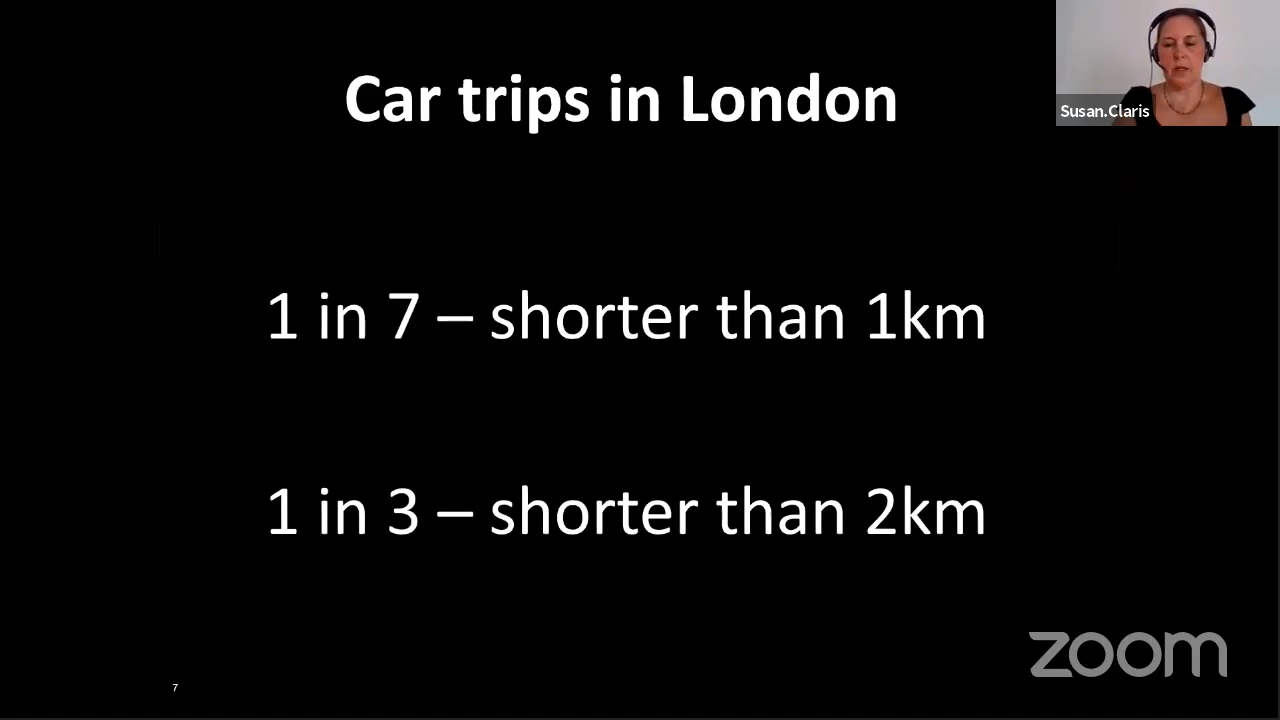 Car trips in London
Susan.Claris
1 in 7 – shorter than 1km
1 in 3 – shorter than 2km
zoom
7